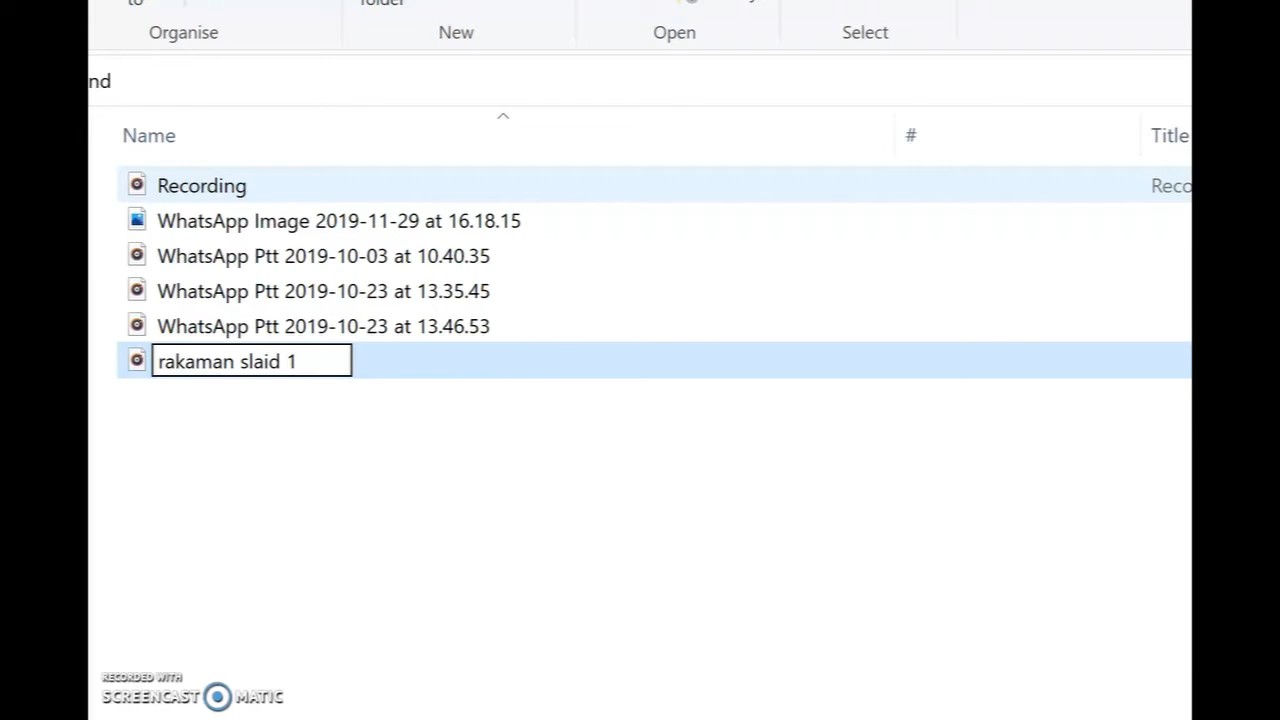 to
folder
Organise
New
Open
Select
nd
Name
#
Title
Recording
Reco
WhatsApp Image 2019-11-29 at 16.18.15
WhatsApp Ptt 2019-10-03 at 10.40.35
WhatsApp Ptt 2019-10-23 at 13.35.45
WhatsApp Ptt 2019-10-23 at 13.46.53
rakaman slaid 1
RECORDED WITH
SCREENCAST MATIC